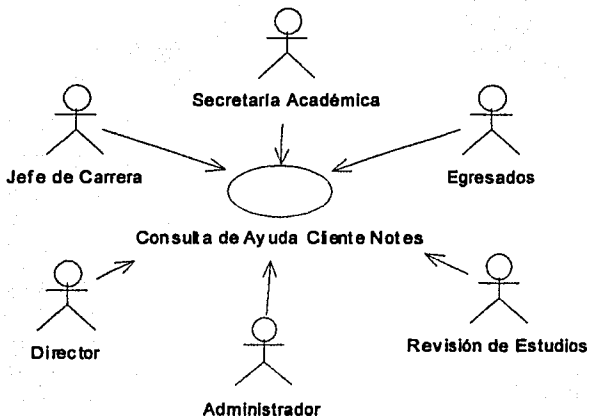 Secretaría Académica
Jefe de Carrera
Egresados
Consulta de Ayuda Cliente Notes
Director
Revisión de Estudios
Administrador